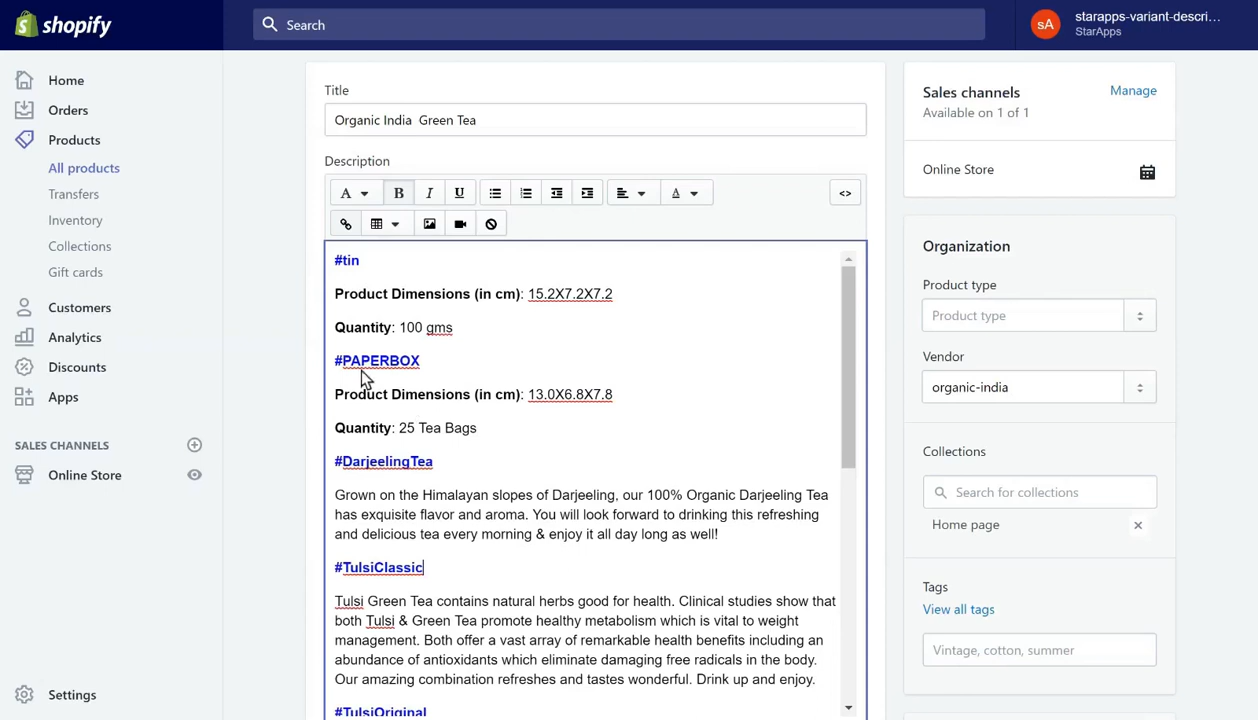 shopify
Search
sA
starapps-variant-descri...
StarApps
Home
Orders
Products
All products
Transfers
Inventory
Collections
Gift cards
Customers
Analytics
Discounts
Apps
SALES CHANNELS
Online Store
Settings
Title
Organic India  Green Tea
Description
A
B
I
U
A
<>
#tin
Product Dimensions (in cm): 15.2X7.2X7.2
Quantity: 100 gms
#PAPERBOX
Product Dimensions (in cm): 13.0X6.8X7.8
Quantity: 25 Tea Bags
#DarjeelingTea
Grown on the Himalayan slopes of Darjeeling, our 100% Organic Darjeeling Tea
has exquisite flavor and aroma. You will look forward to drinking this refreshing
and delicious tea every morning & enjoy it all day long as well!
#TulsiClassic
Tulsi Green Tea contains natural herbs good for health. Clinical studies show that
both Tulsi & Green Tea promote healthy metabolism which is vital to weight
management. Both offer a vast array of remarkable health benefits including an
abundance of antioxidants which eliminate damaging free radicals in the body.
Our amazing combination refreshes and tastes wonderful. Drink up and enjoy.
#TulsiOriginal
Sales channels
Manage
Available on 1 of 1
Online Store
Organization
Product type
Product type
Vendor
organic-india
Collections
Search for collections
Home page
Tags
View all tags
Vintage, cotton, summer